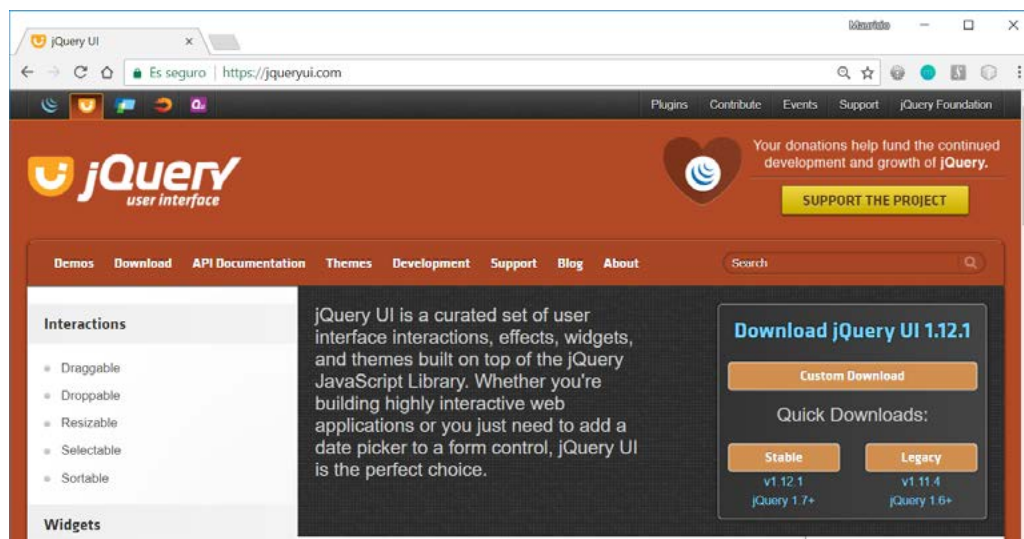 jQuery UI
Mauricio
Es seguro https://jqueryui.com
Plugins Contribute Events Support jQuery Foundation
jQuery
user interface
Your donations help fund the continued
development and growth of jQuery.
SUPPORT THE PROJECT
Demos Download API Documentation Themes Development Support Blog About Search
Interactions
Draggable
Droppable
Resizable
Selectable
Sortable
Widgets
jQuery UI is a curated set of user
interface interactions, effects, widgets,
and themes built on top of the jQuery
JavaScript Library. Whether you're
building highly interactive web
applications or you just need to add a
date picker to a form control, jQuery UI
is the perfect choice.
Download jQuery UI 1.12.1
Custom Download
Quick Downloads:
Stable Legacy
v1.12.1 v1.11.4
jQuery 1.7+ jQuery 1.6+